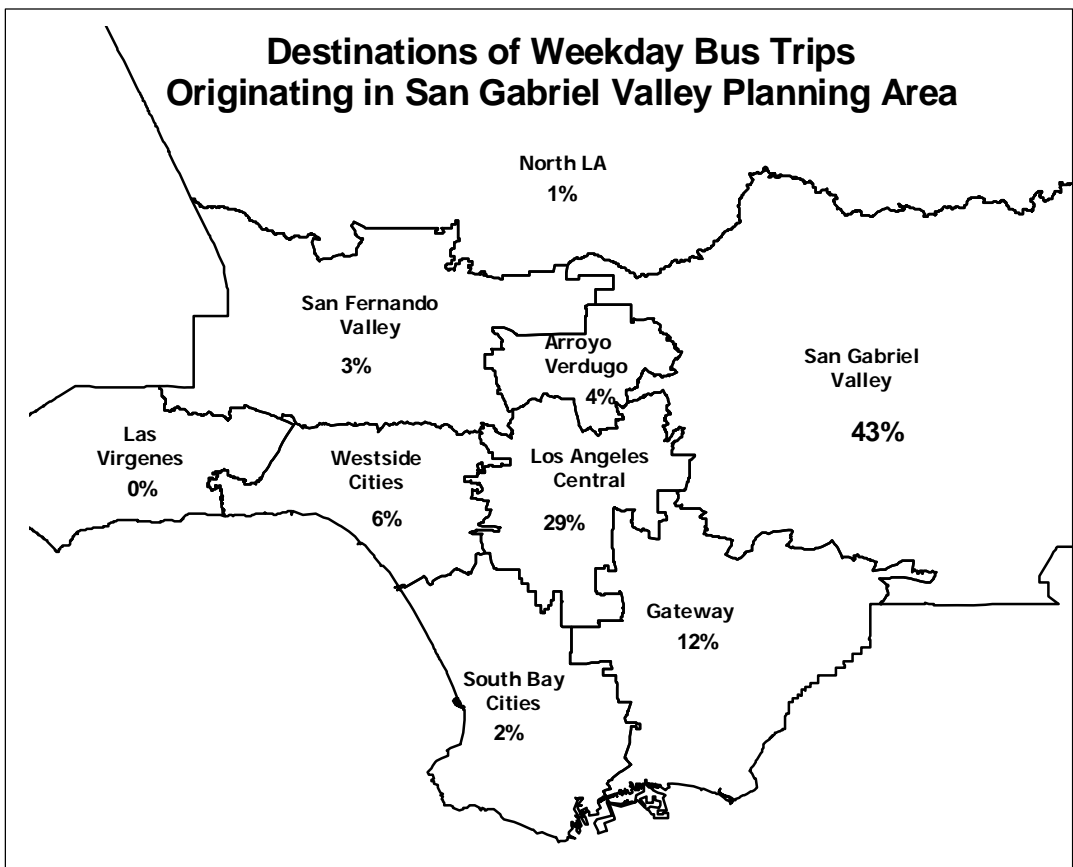 Destinations of Weekday Bus Trips
Originating in San Gabriel Valley Planning Area
North LA
1%
San Fernando
Valley
3%
Arroyo
Verdugo
4%
San Gabriel
Valley
43%
Las
Virgenes
0%
Westside
Cities
6%
Los Angeles
Central
29%
Gateway
12%
South Bay
Cities
2%